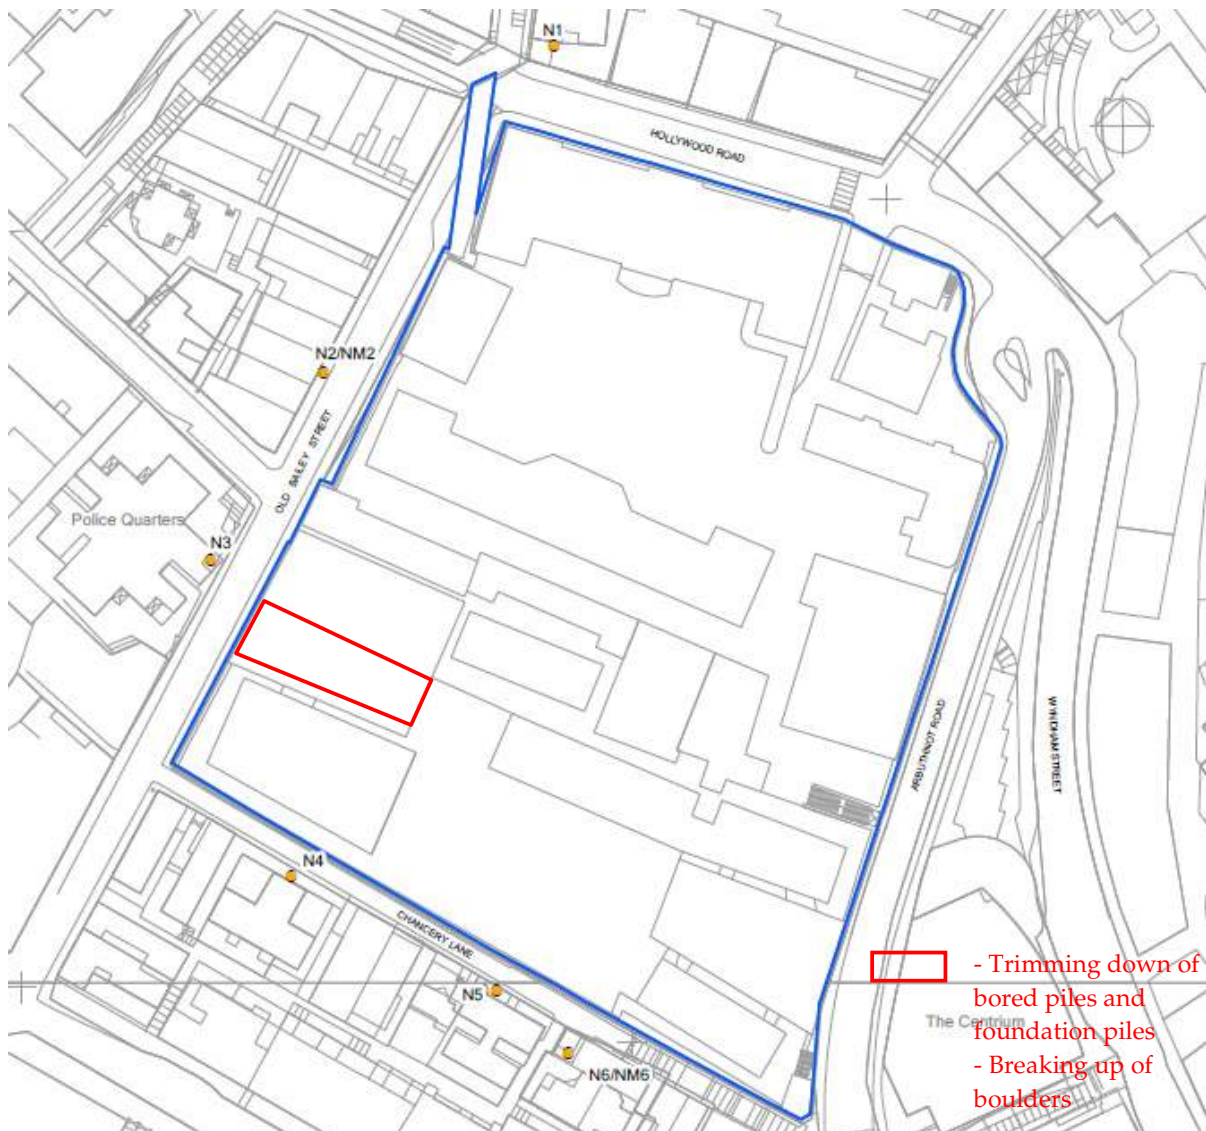 N1
HOLLYWOOD ROAD
N2/NM2
OLD BAILEY STREET
Police Quarters
N3
WYNDHAM STREET
ARBUTHNOT ROAD
N4
CHANCERY LANE
N5
N6/NM6
The Centrium
- Trimming down of
bored piles and
foundation piles
- Breaking up of
boulders